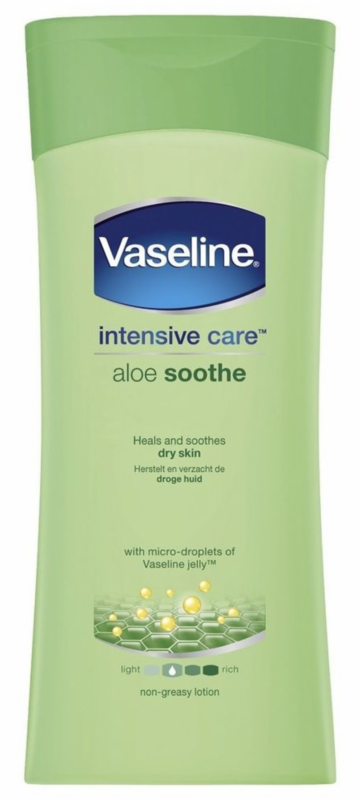 Vaseline®
intensive care™
aloe soothe
Heals and soothes
dry skin
Herstelt en verzacht de
droge huid
with micro-droplets of
Vaseline jelly™
light rich
non-greasy lotion